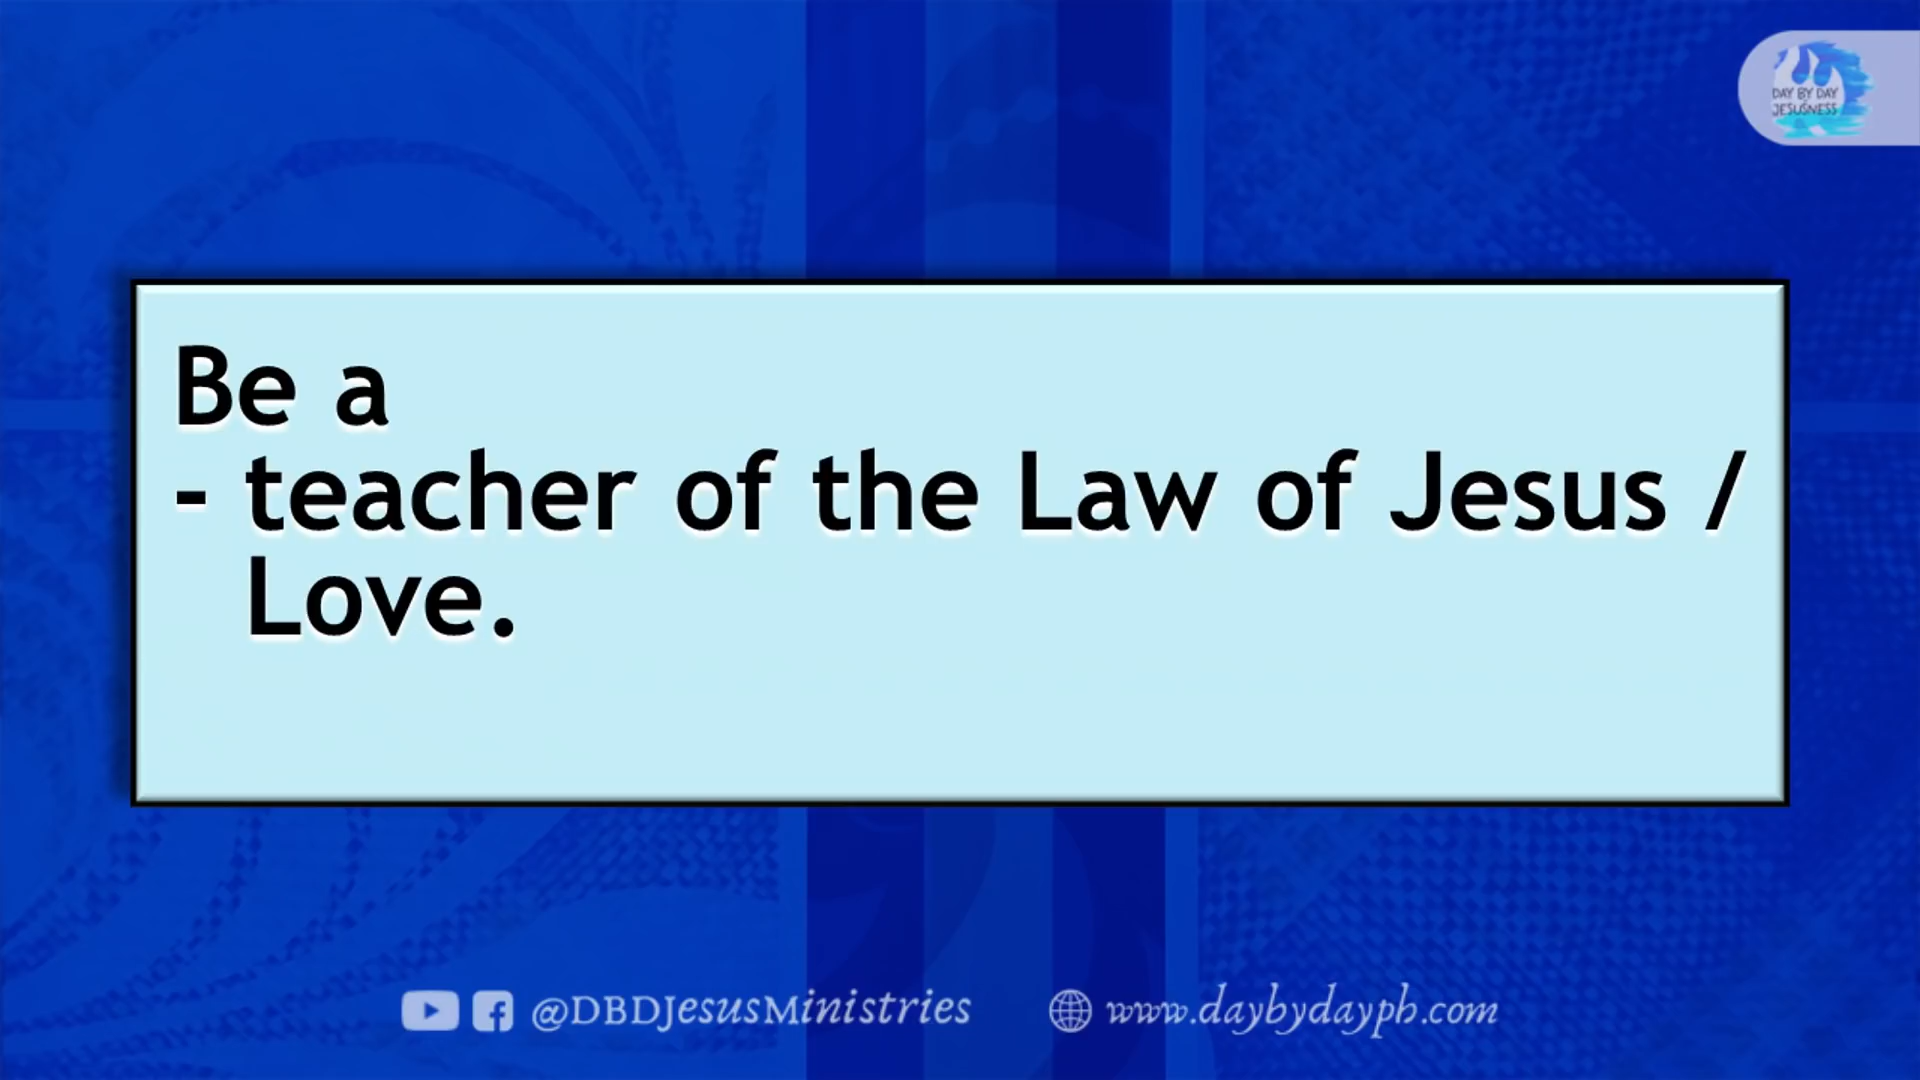 DAY BY DAY
JESUSNESS
Be a
- teacher of the Law of Jesus /
Love.
@DBDJesusMinistries
www.daybydayph.com